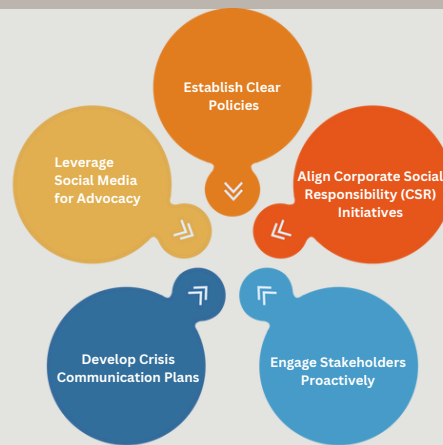 Establish Clear
Policies
Leverage
Social Media
for Advocacy
Align Corporate Social
Responsibility (CSR)
Initiatives
Develop Crisis
Communication Plans
Engage Stakeholders
Proactively